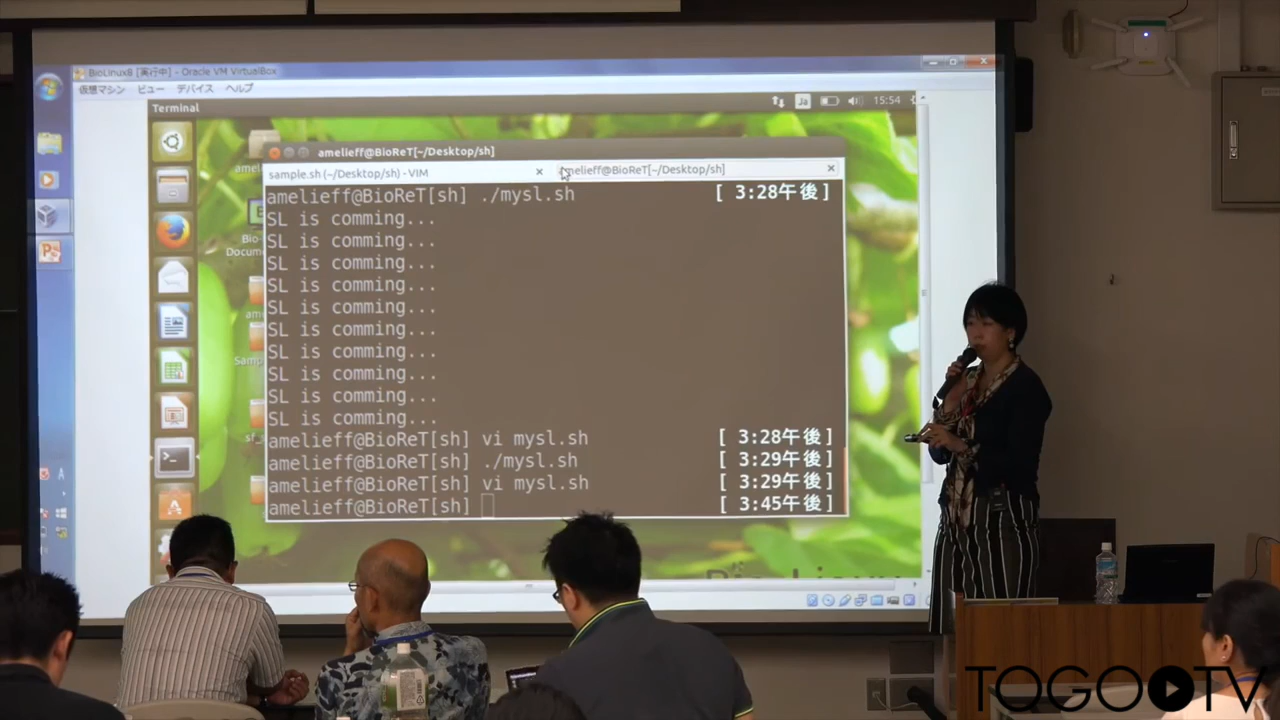 BioLinux8 [実行中] - Oracle VM VirtualBox
仮想マシン ビュー デバイス ヘルプ
Terminal
Ja
15:54
amelieff@BioReT[~/Desktop/sh]
sample.sh (~/Desktop/sh) - VIM
amelieff@BioReT[~/Desktop/sh]
amelieff@BioReT[sh] ./mysl.sh [ 3:28午後]
SL is comming...
SL is comming...
SL is comming...
SL is comming...
SL is comming...
SL is comming...
SL is comming...
SL is comming...
SL is comming...
SL is comming...
amelieff@BioReT[sh] vi mysl.sh [ 3:28午後]
amelieff@BioReT[sh] ./mysl.sh [ 3:29午後]
amelieff@BioReT[sh] vi mysl.sh [ 3:29午後]
amelieff@BioReT[sh] [ 3:45午後]
TOGOTV